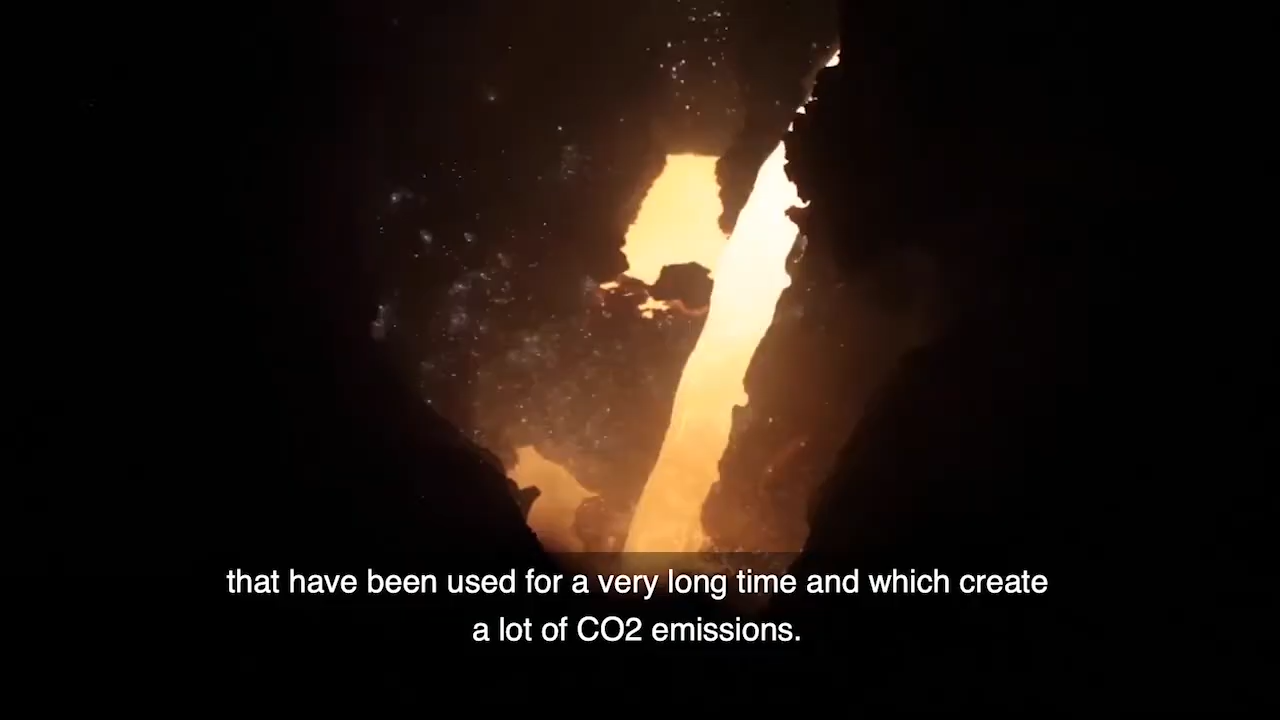 that have been used for a very long time and which create
a lot of CO2 emissions.